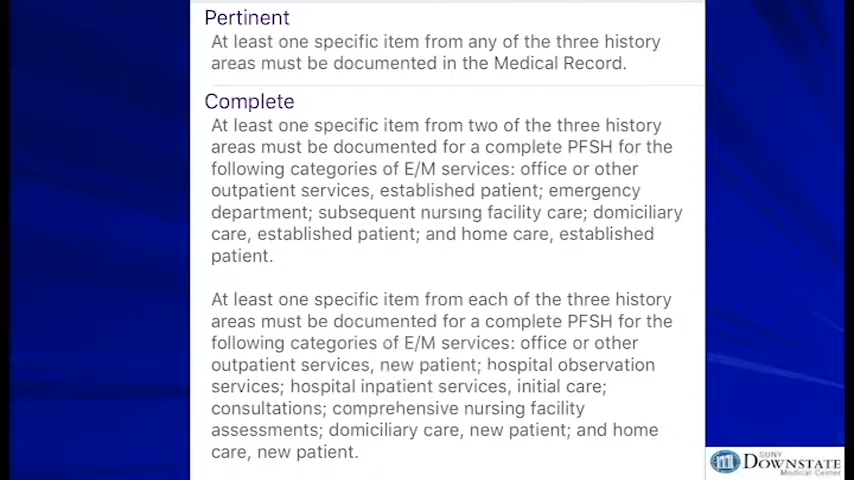 Pertinent
At least one specific item from any of the three history
areas must be documented in the Medical Record.
Complete
At least one specific item from two of the three history
areas must be documented for a complete PFSH for the
following categories of E/M services: office or other
outpatient services, established patient; emergency
department; subsequent nursing facility care; domiciliary
care, established patient; and home care, established
patient.
At least one specific item from each of the three history
areas must be documented for a complete PFSH for the
following categories of E/M services: office or other
outpatient services, new patient; hospital observation
services; hospital inpatient services, initial care;
consultations; comprehensive nursing facility
assessments; domiciliary care, new patient; and home
care, new patient.
SUNY
DOWNSTATE
Medical Center